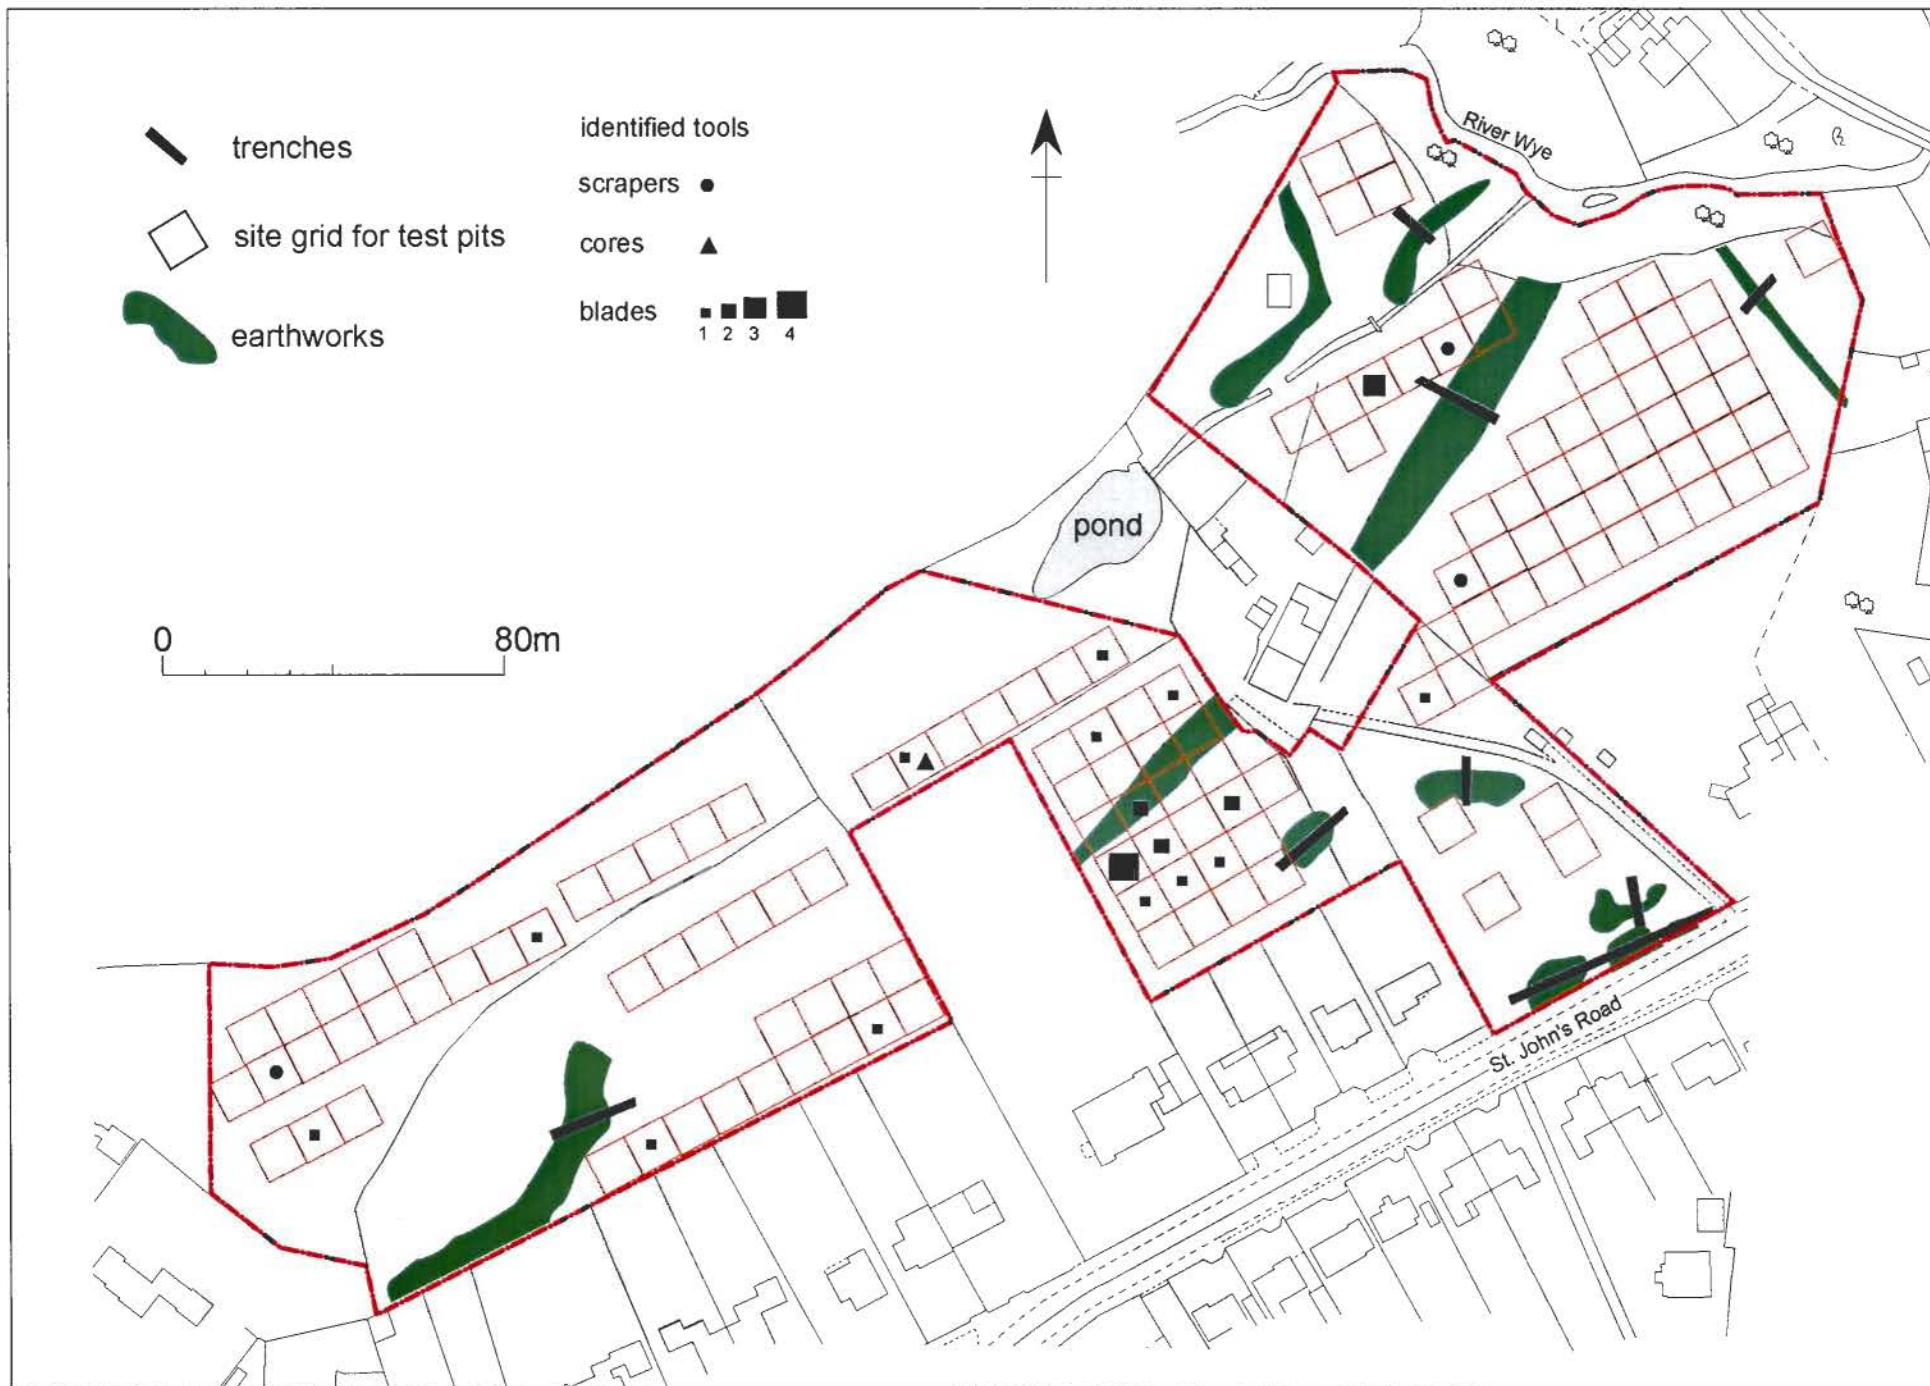 trenches
site grid for test pits
earthworks
identified tools
scrapers
cores
blades
1 2 3 4
River Wye
pond
0 80m
St. John's Road